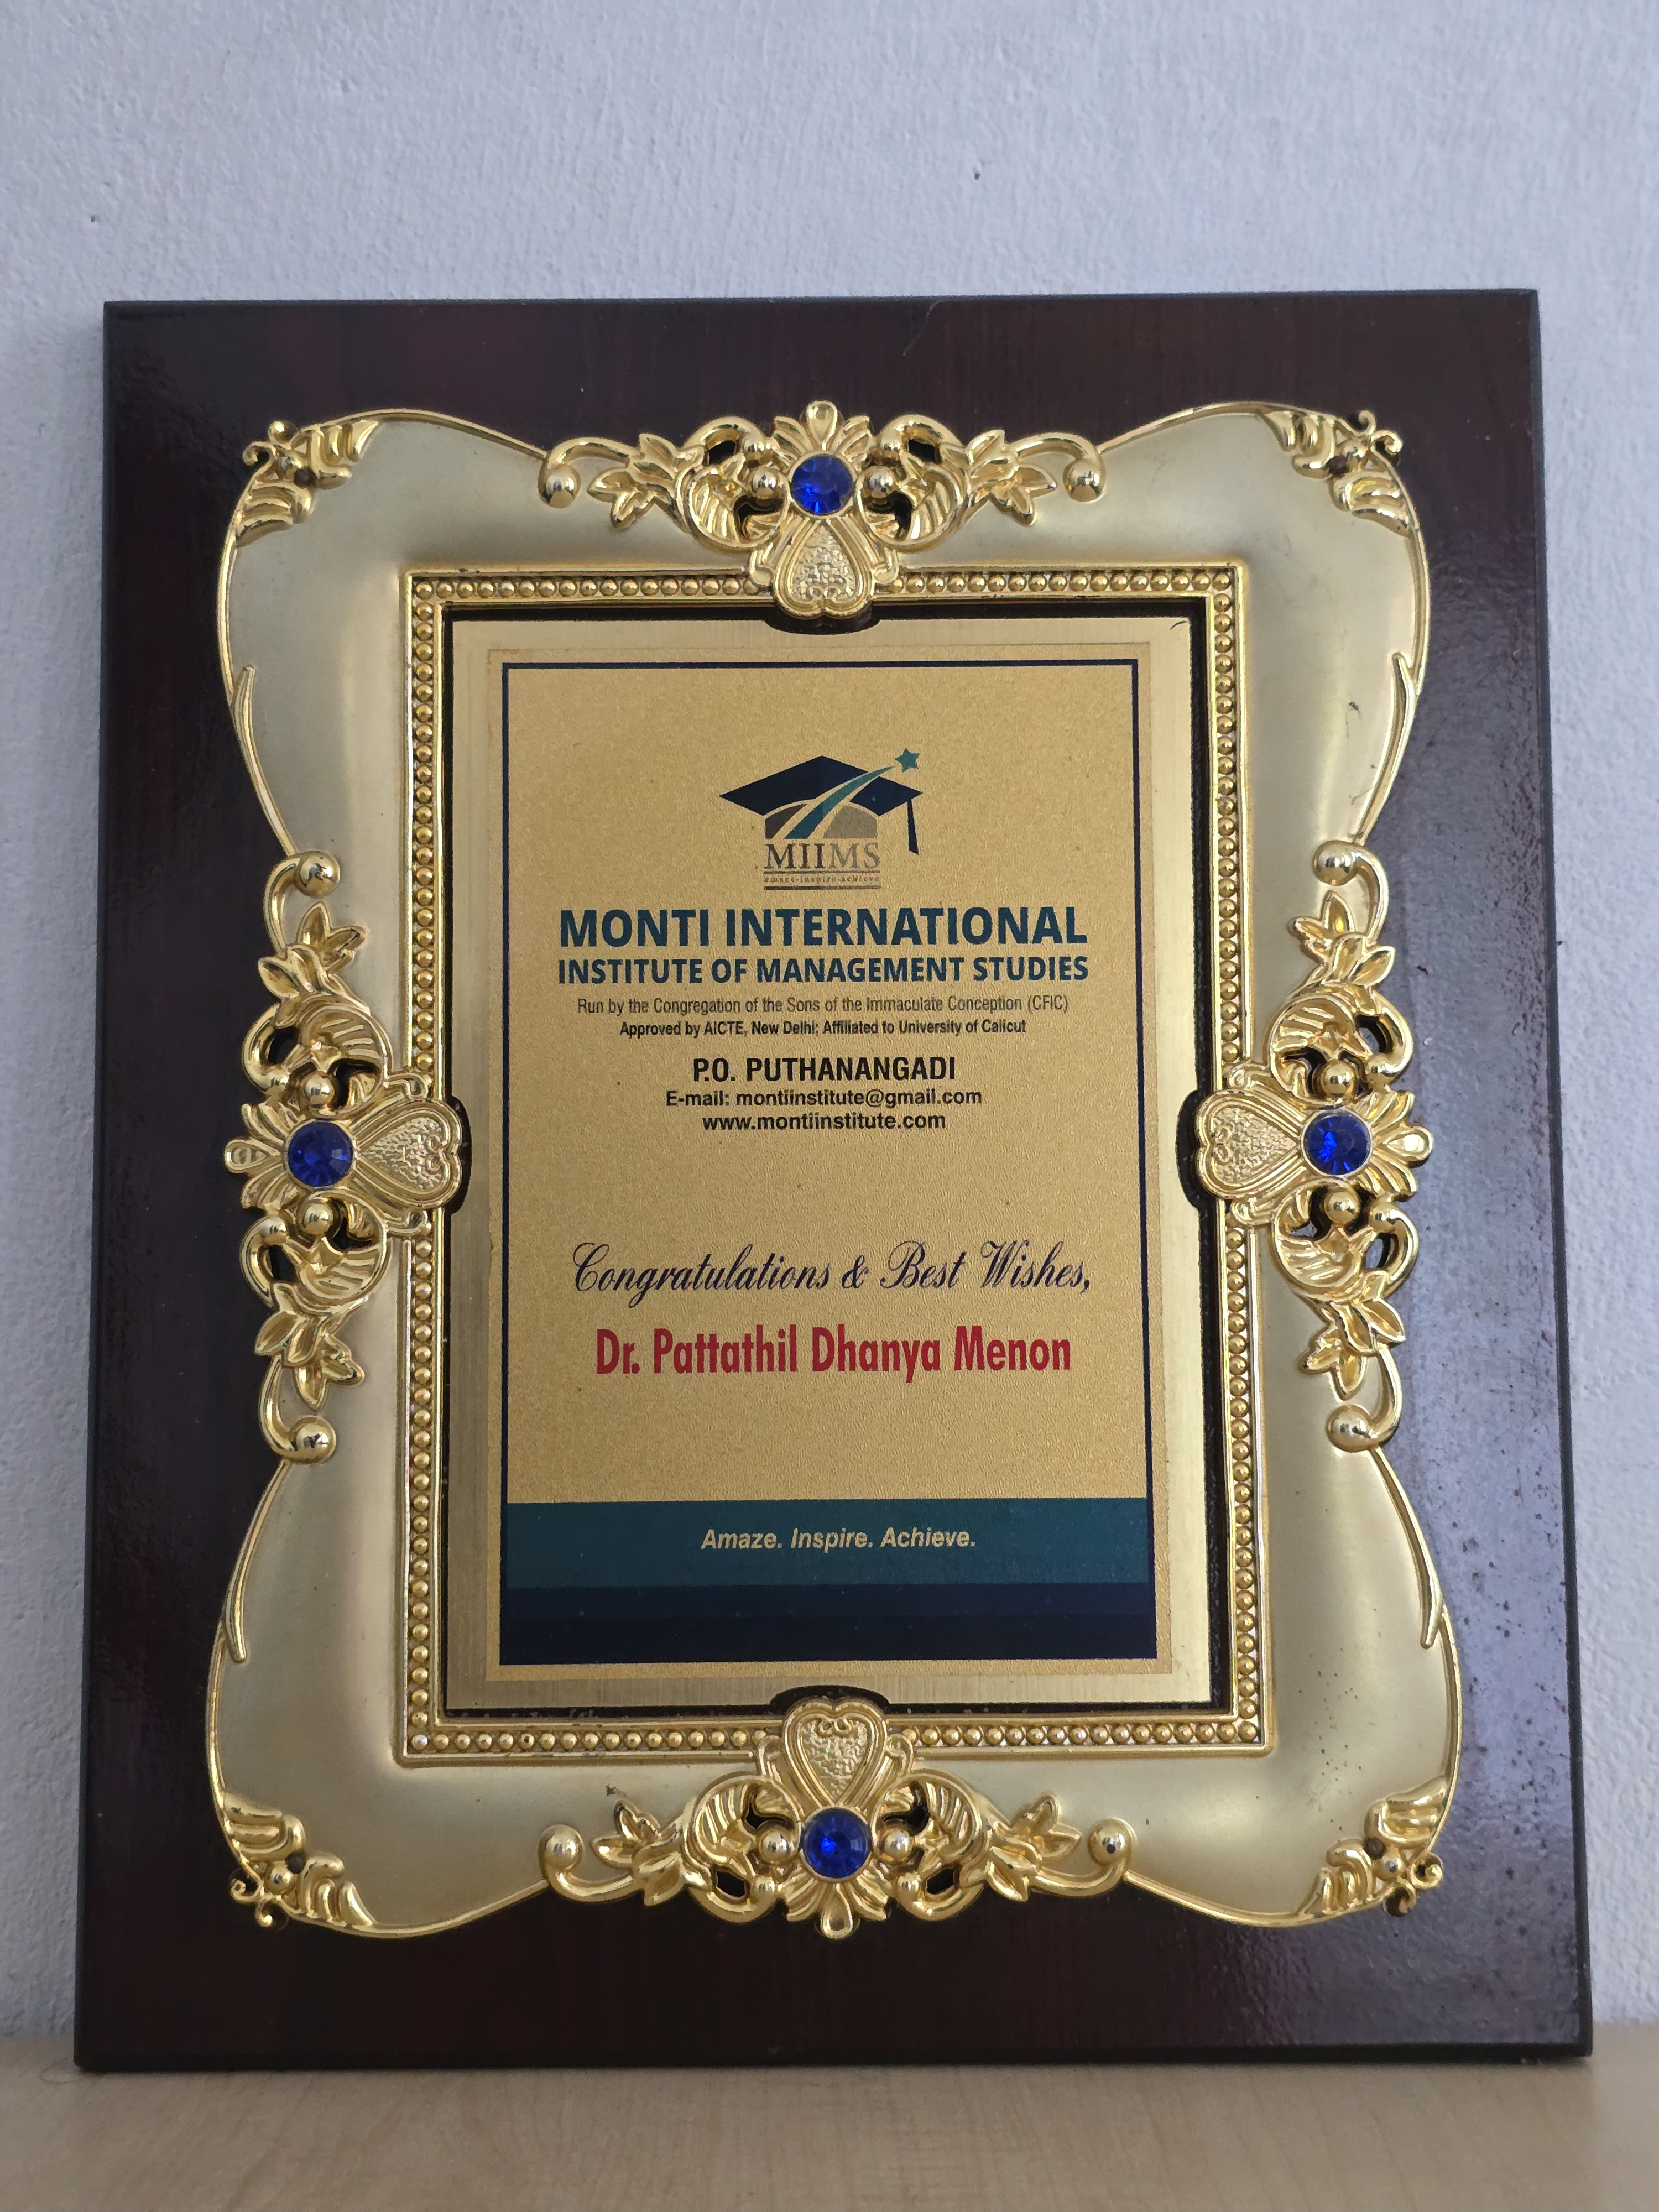 MIIMS
amaze-inspire-achieve
MONTI INTERNATIONAL
INSTITUTE OF MANAGEMENT STUDIES
Run by the Congregation of the Sons of the Immaculate Conception (CFIC)
Approved by AICTE, New Delhi; Affiliated to University of Calicut
P.O. PUTHANANGADI
E-mail: montiinstitute@gmail.com
www.montiinstitute.com
Congratulations & Best Wishes,
Dr. Pattathil Dhanya Menon
Amaze. Inspire. Achieve.